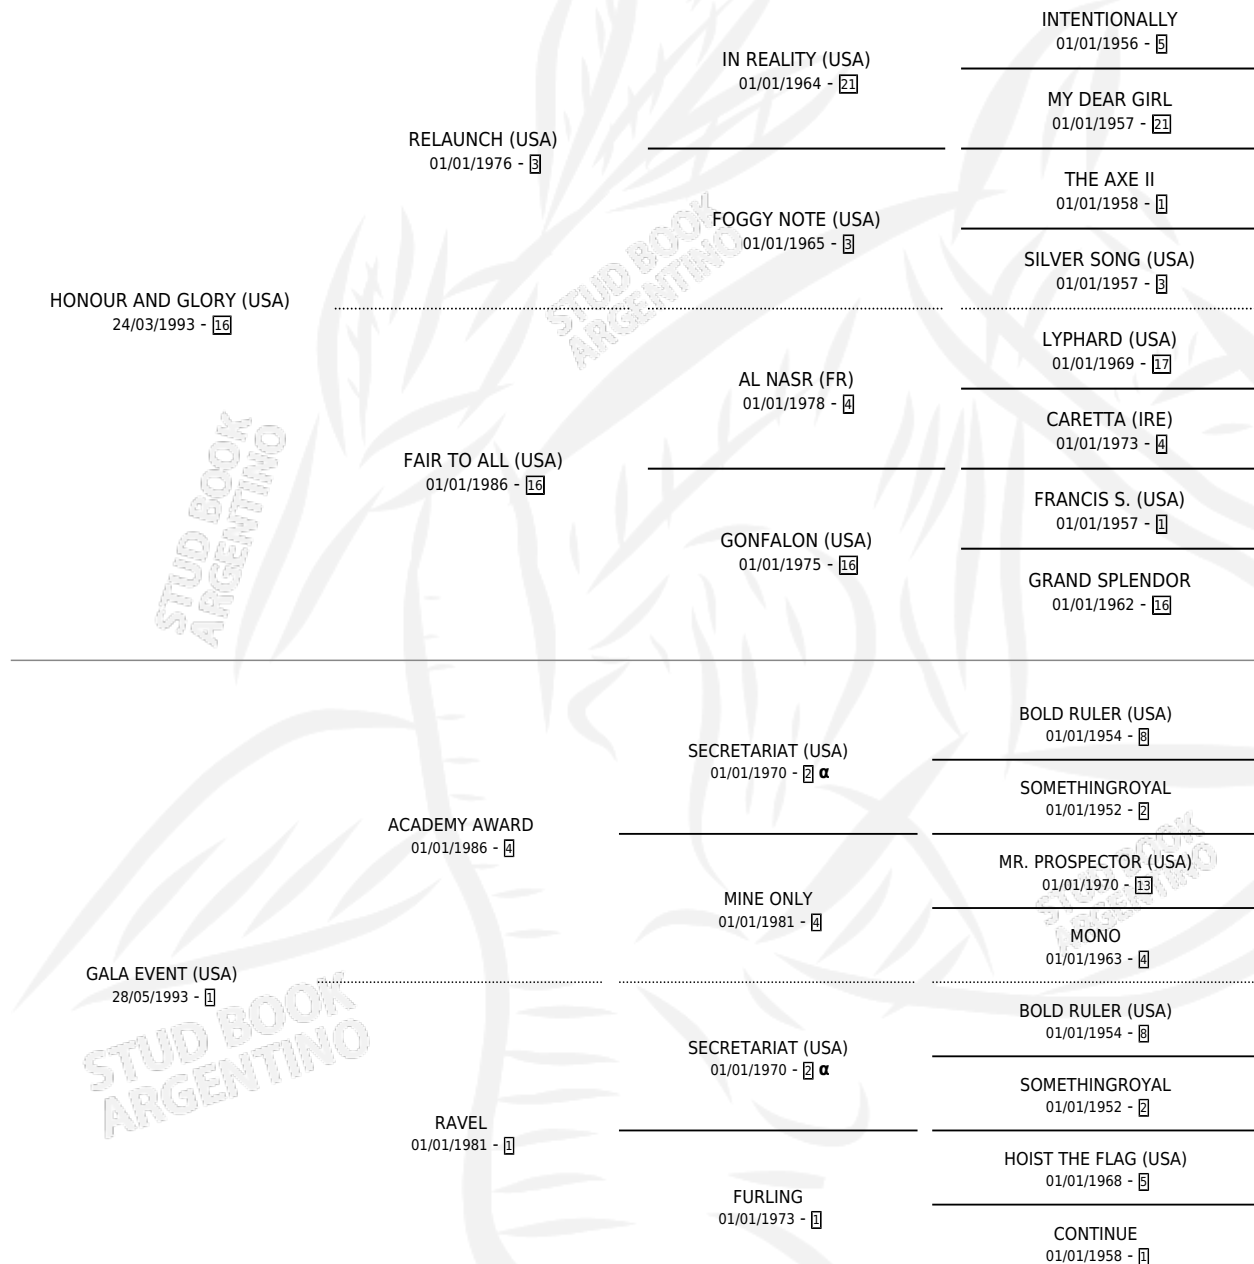 INTENTIONALLY
01/01/1956 - 5
IN REALITY (USA)
01/01/1964 - 21
MY DEAR GIRL
01/01/1957 - 21
RELAUNCH (USA)
01/01/1976 - 3
THE AXE II
01/01/1958 - 1
FOGGY NOTE (USA)
01/01/1965 - 3
SILVER SONG (USA)
01/01/1957 - 3
HONOUR AND GLORY (USA)
24/03/1993 - 16
LYPHARD (USA)
01/01/1969 - 17
AL NASR (FR)
01/01/1978 - 4
CARETTA (IRE)
01/01/1973 - 4
FAIR TO ALL (USA)
01/01/1986 - 16
FRANCIS S. (USA)
01/01/1957 - 1
GONFALON (USA)
01/01/1975 - 16
GRAND SPLENDOR
01/01/1962 - 16
BOLD RULER (USA)
01/01/1954 - 8
SECRETARIAT (USA)
01/01/1970 - 2 α
SOMETHINGROYAL
01/01/1952 - 2
ACADEMY AWARD
01/01/1986 - 4
MR. PROSPECTOR (USA)
01/01/1970 - 13
MINE ONLY
01/01/1981 - 4
MONO
01/01/1963 - 4
GALA EVENT (USA)
28/05/1993 - 1
BOLD RULER (USA)
01/01/1954 - 8
SECRETARIAT (USA)
01/01/1970 - 2 α
SOMETHINGROYAL
01/01/1952 - 2
RAVEL
01/01/1981 - 1
HOIST THE FLAG (USA)
01/01/1968 - 5
FURLING
01/01/1973 - 1
CONTINUE
01/01/1958 - 1
STUD BOOK
ARGENTINO
STUD BOOK
ARGENTINO
STUD BOOK
ARGENTINO
STUD BOOK
ARGENTINO